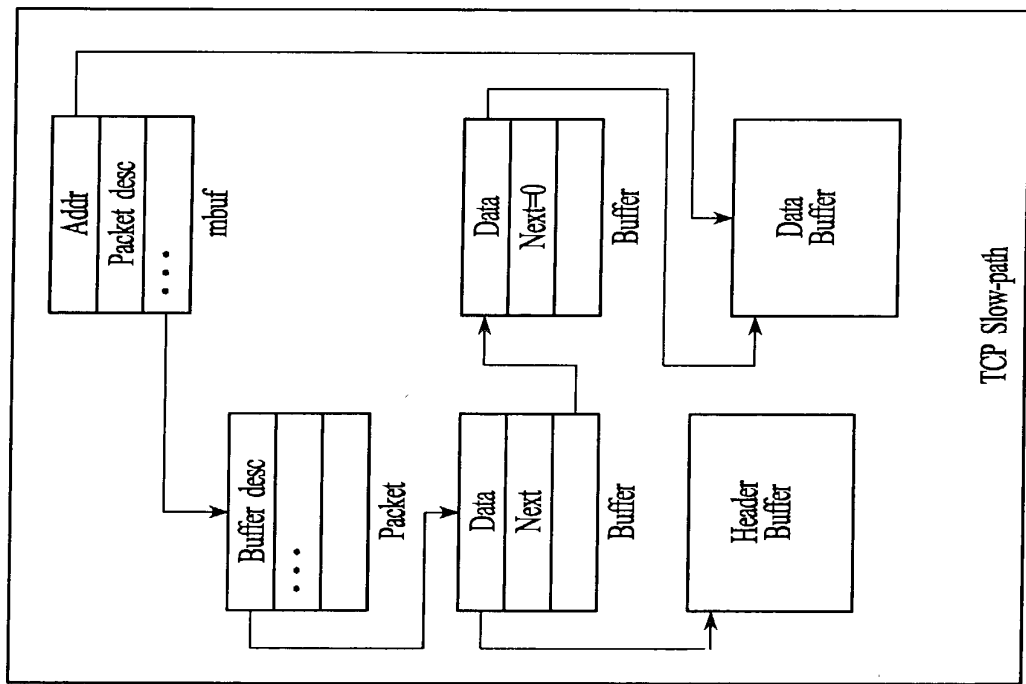 Addr
Packet desc
• • •
mbuf
Buffer desc
• • •
Packet
Data
Next
Buffer
Data
Next=0
Buffer
Header
Buffer
Data
Buffer
TCP Slow-path